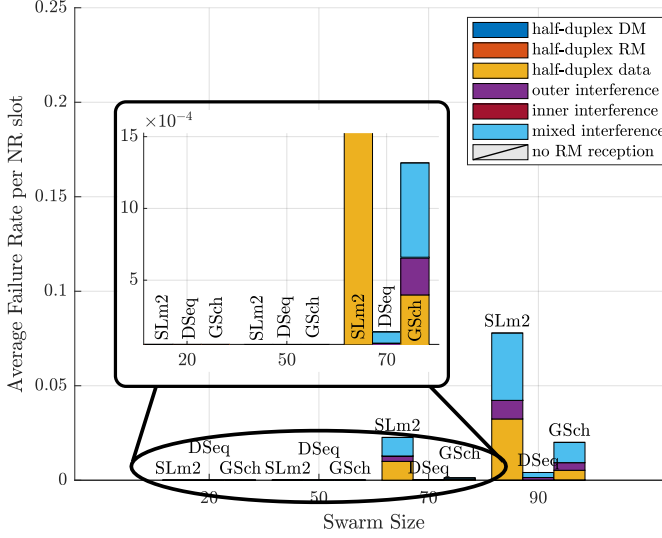 half-duplex DM
half-duplex RM
half-duplex data
outer interference
inner interference
mixed interference
no RM reception
Average Failure Rate per NR slot
0.25
0.2
0.15
0.1
0.05
0
×10⁻⁴
15
10
5
SLm2
DSeq
GSch
SLm2
DSeq
GSch
SLm2
DSeq
GSch
20
50
70
SLm2
DSeq
GSch
SLm2
DSeq
GSch
SLm2
DSeq
GSch
SLm2
DSeq
GSch
20
50
70
90
Swarm Size